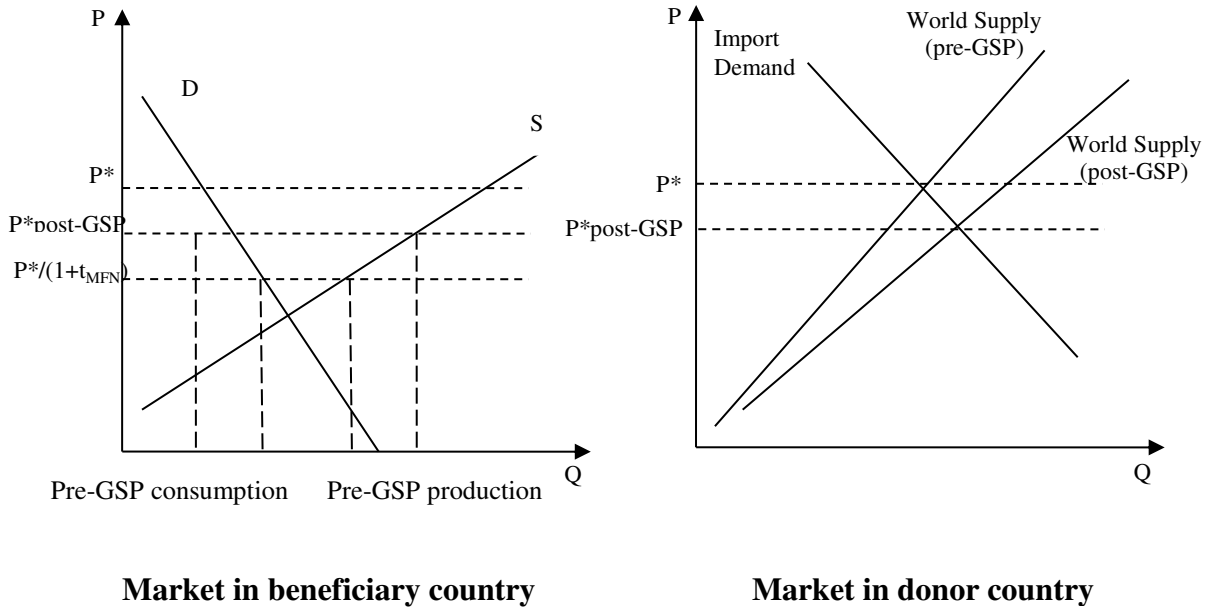 P
D
S
P*
P*post-GSP
P*/(1+tMFN)
Q
Pre-GSP consumption
Pre-GSP production
Market in beneficiary country
P
Import
Demand
World Supply
(pre-GSP)
World Supply
(post-GSP)
P*
P*post-GSP
Q
Market in donor country